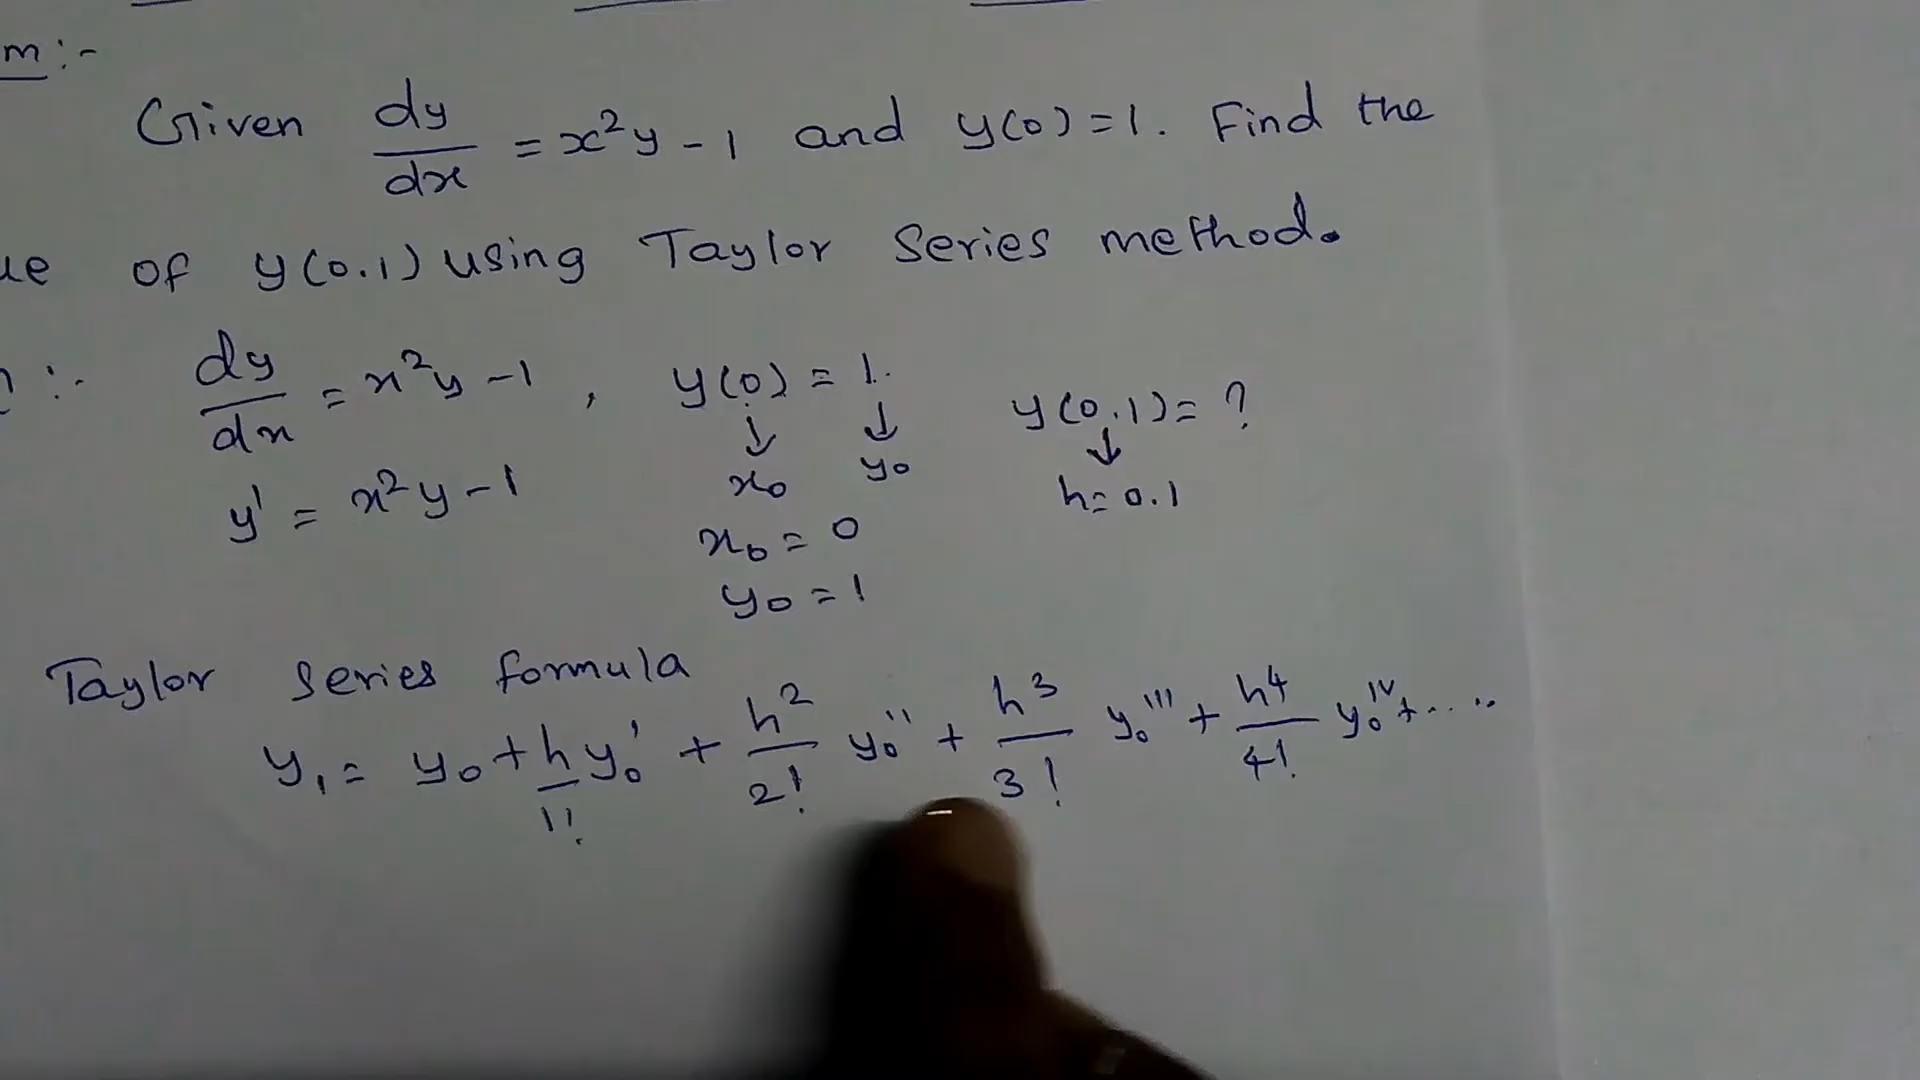 m:-
Given dy/dx = x²y - 1 and y(0) = 1. Find the
ue of y(0.1) using Taylor Series method.
:- dy/dx = x²y - 1 , y(0) = 1. y(0.1) = ?
↓ ↓ ↓
x₀ y₀ h = 0.1
y' = x²y - 1
x₀ = 0
y₀ = 1
Taylor Series formula
y₁ = y₀ + h/1! y₀' + h²/2! y₀'' + h³/3! y₀''' + h⁴/4! y₀ⁱⱽ + ....